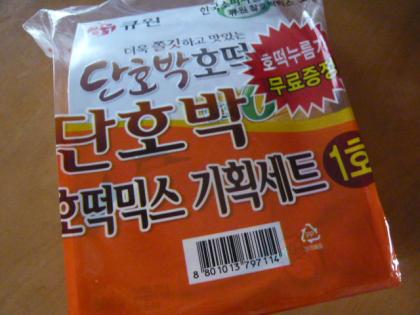 큐원
더욱 쫄깃하고 맛있는
단호박호떡
호떡누름개
무료증정
단호박
호떡믹스 기획세트
1호
8 801013 797114